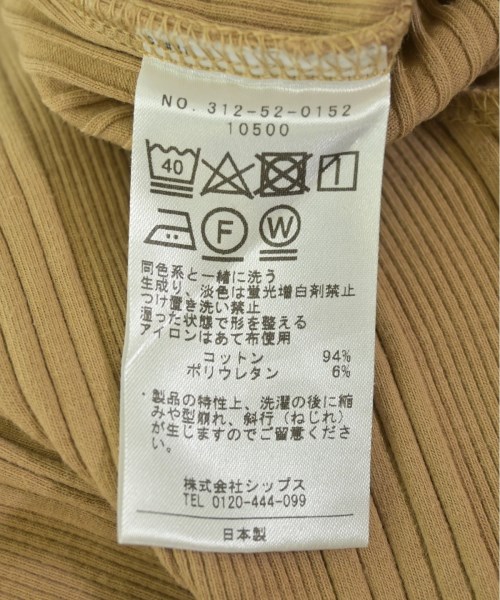 NO. 312-52-0152
10500
40
F W
同色系と一緒に洗う
生成り、淡色は蛍光増白剤禁止
つけ置き洗い禁止
湿った状態で形を整える
アイロンはあて布使用
コットン 94%
ポリウレタン 6%
・製品の特性上、洗濯の後に縮
みや型崩れ、斜行(ねじれ)
が生じますのでご留意くださ
い。
株式会社シップス
TEL 0120-444-099
日本製